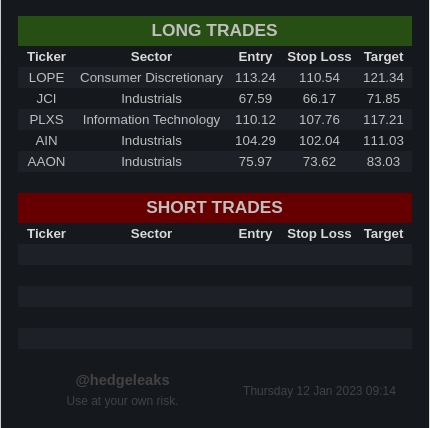 LONG TRADES
Ticker Sector Entry Stop Loss Target
LOPE Consumer Discretionary 113.24 110.54 121.34
JCI Industrials 67.59 66.17 71.85
PLXS Information Technology 110.12 107.76 117.21
AIN Industrials 104.29 102.04 111.03
AAON Industrials 75.97 73.62 83.03
SHORT TRADES
Ticker Sector Entry Stop Loss Target
@hedgeleaks
Use at your own risk.
Thursday 12 Jan 2023 09:14